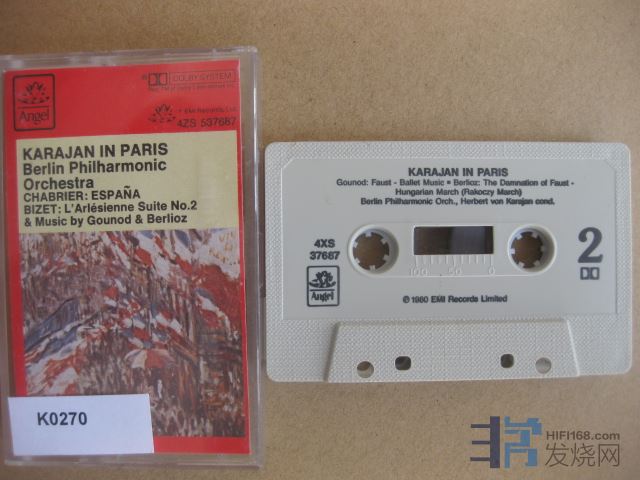 Angel
DOLBY SYSTEM
EMI Records, Ltd.
4ZS 537687
KARAJAN IN PARIS
Berlin Philharmonic
Orchestra
CHABRIER: ESPAÑA
BIZET: L'Arlésienne Suite No.2
& Music by Gounod & Berlioz
K0270
KARAJAN IN PARIS
Gounod: Faust - Ballet Music • Berlioz: The Damnation of Faust -
Hungarian March (Rakoczy March)
Berlin Philharmonic Orch., Herbert von Karajan cond.
4XS
37687
2
100 50 0
Angel
℗ 1980 EMI Records Limited
HIFI168.com
发烧网